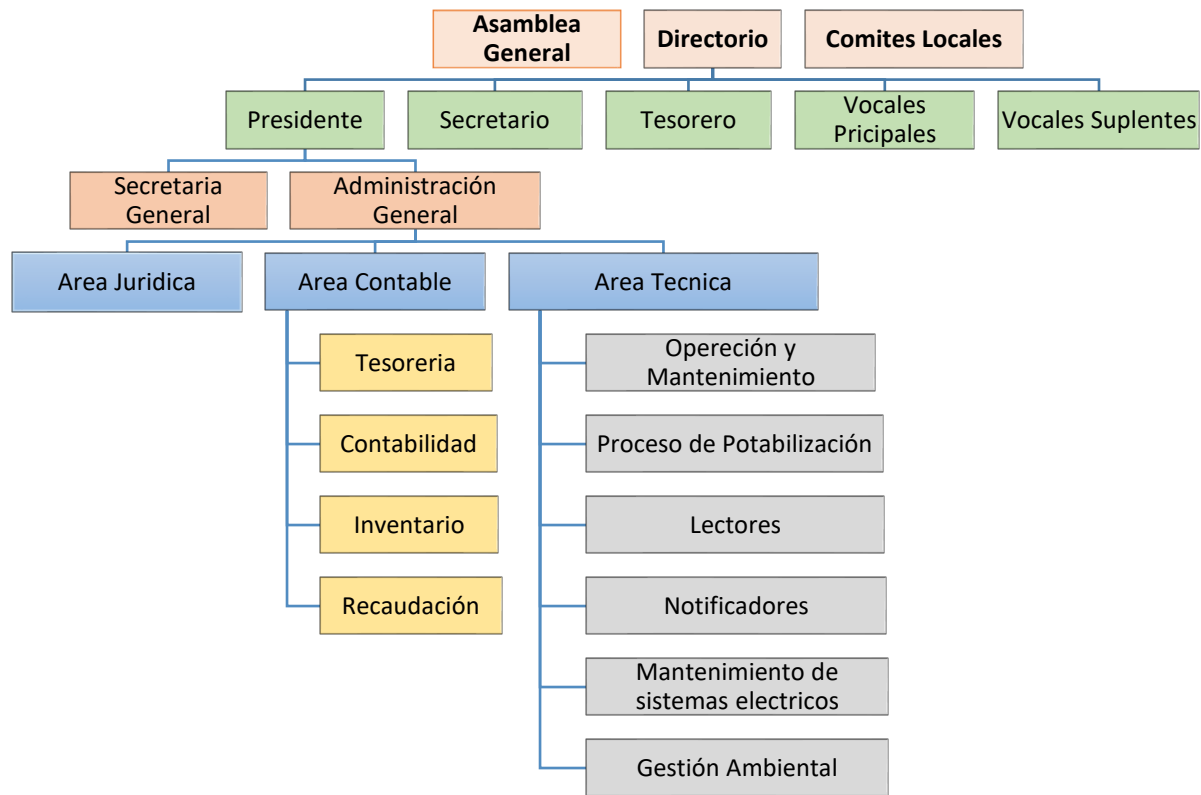 Asamblea
General
Directorio
Comites Locales
Presidente
Secretario
Tesorero
Vocales
Pricipales
Vocales Suplentes
Secretaria
General
Administración
General
Area Juridica
Area Contable
Area Tecnica
Tesoreria
Contabilidad
Inventario
Recaudación
Opereción y
Mantenimiento
Proceso de Potabilización
Lectores
Notificadores
Mantenimiento de
sistemas electricos
Gestión Ambiental